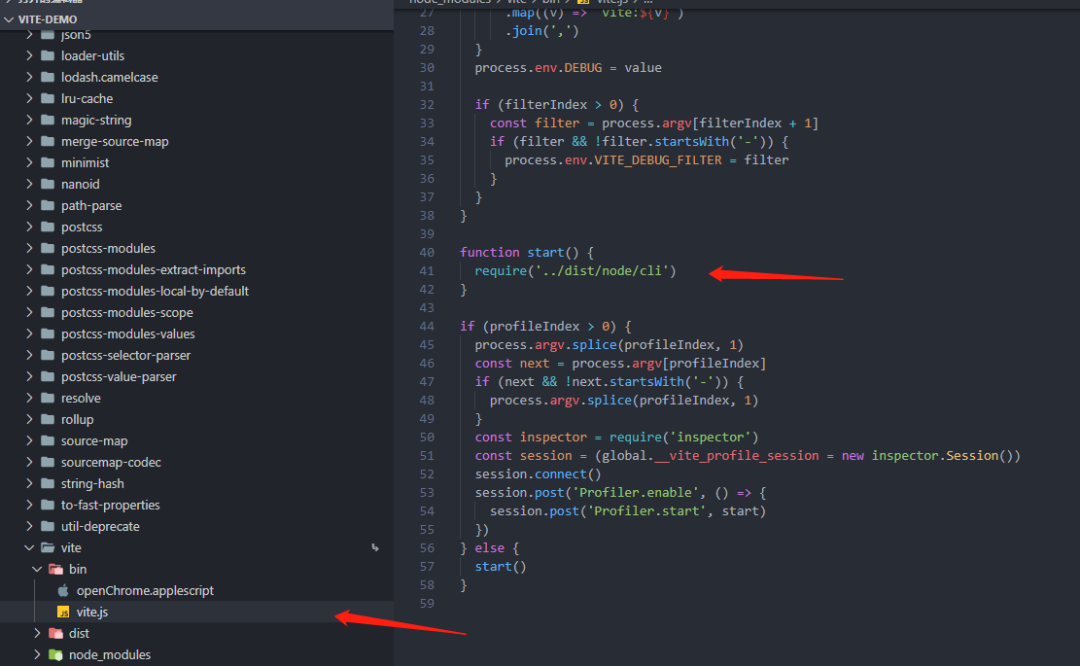 VITE-DEMO
json5
loader-utils
lodash.camelcase
lru-cache
magic-string
merge-source-map
minimist
nanoid
path-parse
postcss
postcss-modules
postcss-modules-extract-imports
postcss-modules-local-by-default
postcss-modules-scope
postcss-modules-values
postcss-selector-parser
postcss-value-parser
resolve
rollup
source-map
sourcemap-codec
string-hash
to-fast-properties
util-deprecate
vite
bin
openChrome.applescript
JS vite.js
dist
node_modules
node_modules > vite > bin > JS vite.js > ...
27 .map((v) => `vite:${v}`)
28 .join(',')
29 }
30 process.env.DEBUG = value
31
32 if (filterIndex > 0) {
33 const filter = process.argv[filterIndex + 1]
34 if (filter && !filter.startsWith('-')) {
35 process.env.VITE_DEBUG_FILTER = filter
36 }
37 }
38 }
39
40 function start() {
41 require('../dist/node/cli')
42 }
43
44 if (profileIndex > 0) {
45 process.argv.splice(profileIndex, 1)
46 const next = process.argv[profileIndex]
47 if (next && !next.startsWith('-')) {
48 process.argv.splice(profileIndex, 1)
49 }
50 const inspector = require('inspector')
51 const session = (global.__vite_profile_session = new inspector.Session())
52 session.connect()
53 session.post('Profiler.enable', () => {
54 session.post('Profiler.start', start)
55 })
56 } else {
57 start()
58 }
59